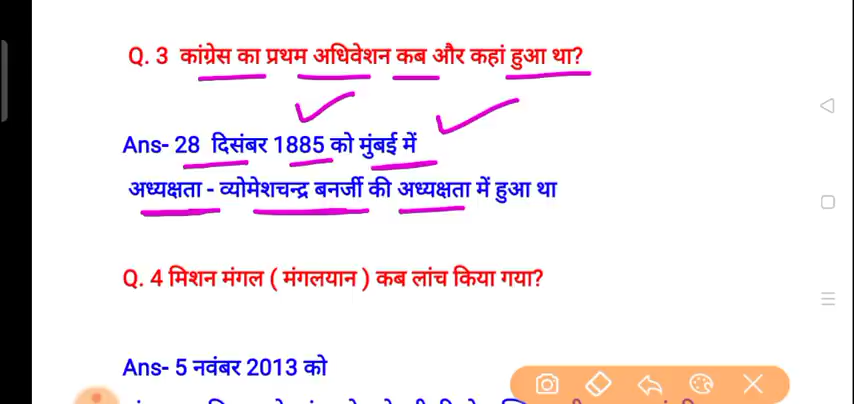 Q. 3 कांग्रेस का प्रथम अधिवेशन कब और कहां हुआ था?
Ans- 28 दिसंबर 1885 को मुंबई में
अध्यक्षता - व्योमेशचन्द्र बनर्जी की अध्यक्षता में हुआ था
Q. 4 मिशन मंगल ( मंगलयान ) कब लांच किया गया?
Ans- 5 नवंबर 2013 को